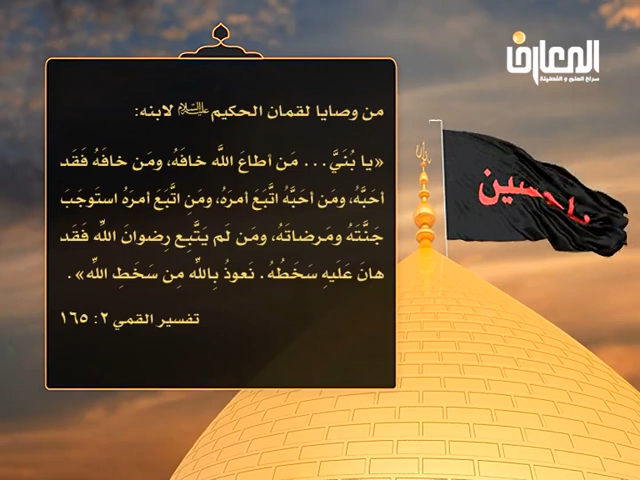 المعارف
سراج العلم و الفضيلة
من وصايا لقمان الحكيم عليه السلام لابنه:
«يا بُنَيَّ... مَن أطاعَ اللّه خافَهُ، ومَن خافَهُ فَقَد
أحَبَّهُ، ومَن أحَبَّهُ اتَّبَعَ أمرَهُ، ومَنِ اتَّبَعَ أمرَهُ استَوجَبَ
جَنَّتَهُ ومَرضاتَهُ، ومَن لَم يَتَّبِع رِضوانَ اللّهِ فَقَد
هانَ عَلَيهِ سَخَطُهُ. نَعوذُ بِاللّهِ مِن سَخَطِ اللّهِ».
تفسير القمي ٢: ١٦٥
يا حسين